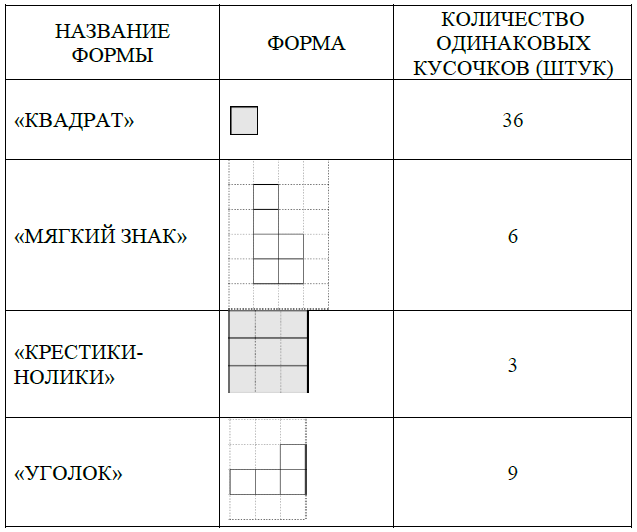 НАЗВАНИЕ
ФОРМЫ
ФОРМА
КОЛИЧЕСТВО
ОДИНАКОВЫХ
КУСОЧКОВ (ШТУК)
«КВАДРАТ»
36
«МЯГКИЙ ЗНАК»
6
«КРЕСТИКИ-
НОЛИКИ»
3
«УГОЛОК»
9